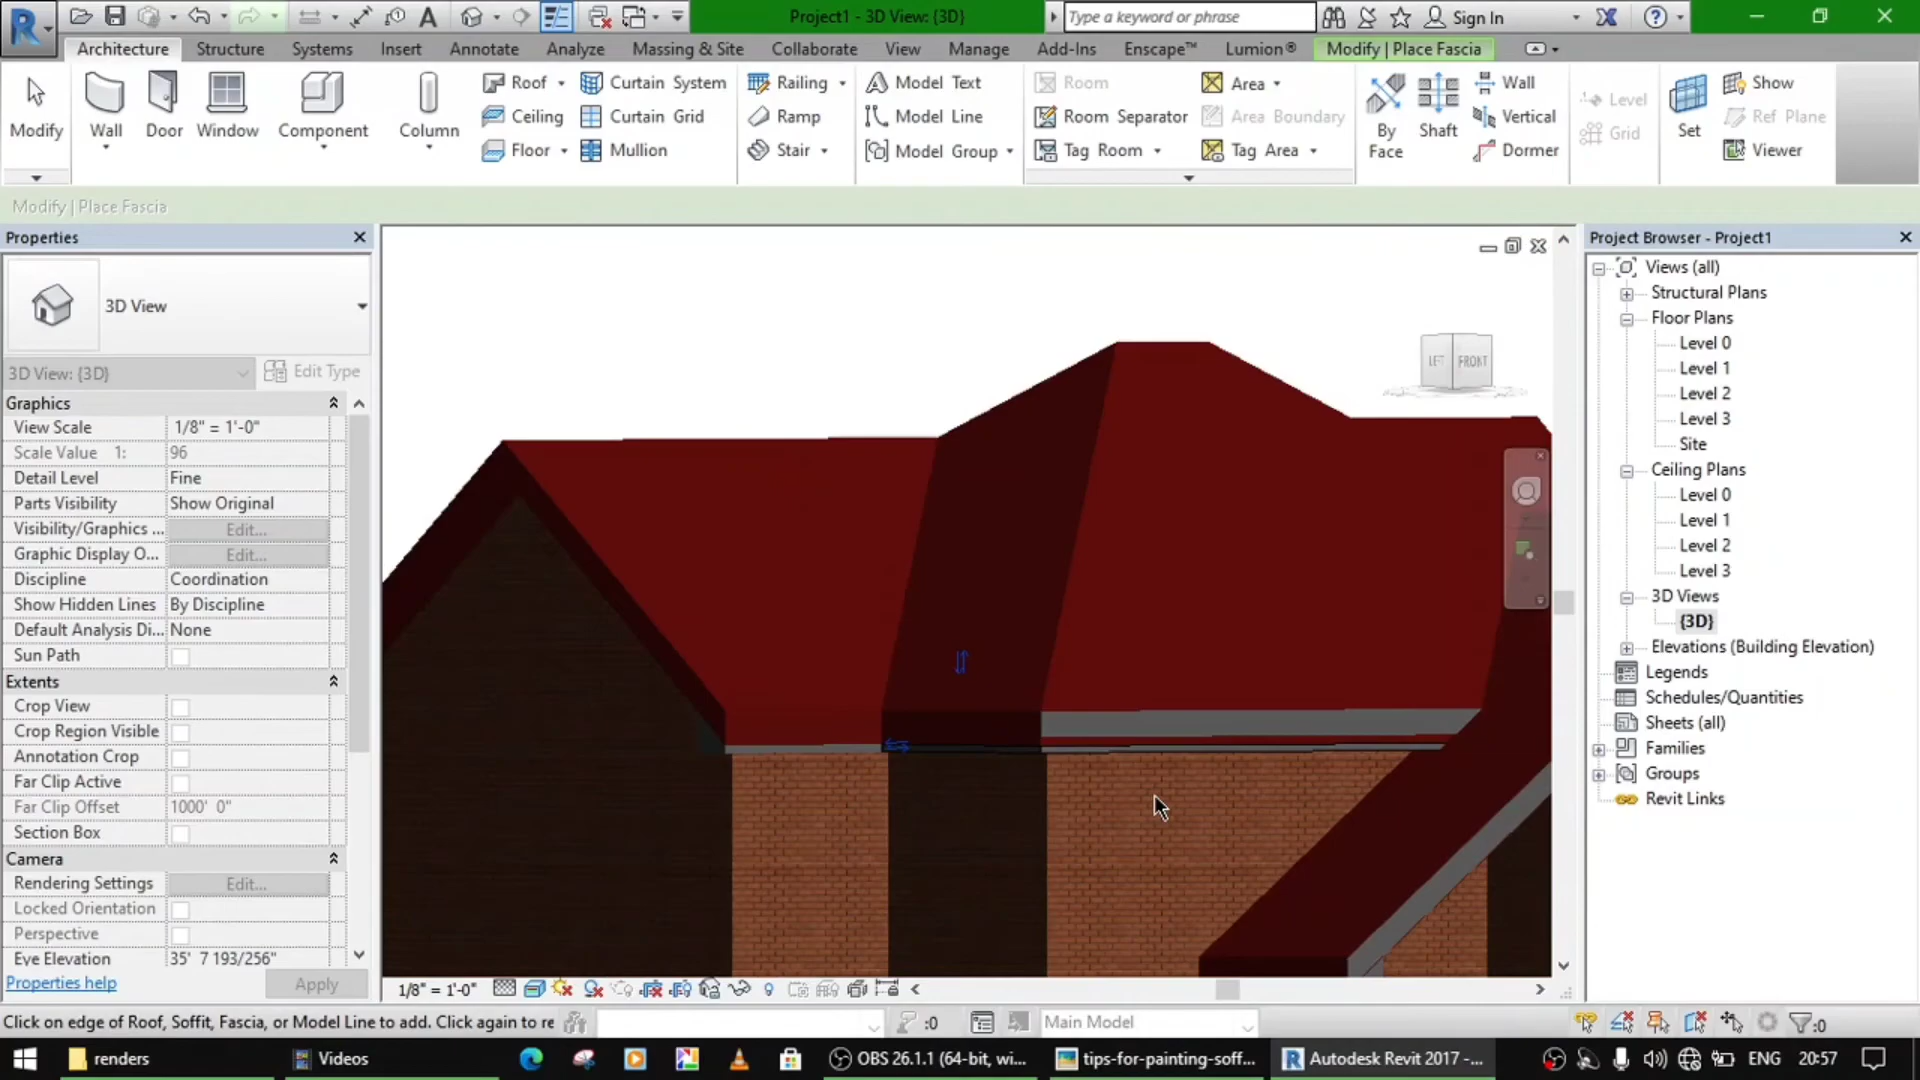 Project1 - 3D View: {3D}
Type a keyword or phrase
Sign In
Architecture
Structure
Systems
Insert
Annotate
Analyze
Massing & Site
Collaborate
View
Manage
Add-Ins
Enscape™
Lumion®
Modify | Place Fascia
Modify
Wall
Door
Window
Component
Column
Roof
Ceiling
Floor
Curtain System
Curtain Grid
Mullion
Railing
Ramp
Stair
Model Text
Model Line
Model Group
Room
Room Separator
Tag Room
Area
Area Boundary
Tag Area
By Face
Shaft
Wall
Vertical
Dormer
Level
Grid
Set
Show
Ref Plane
Viewer
Modify | Place Fascia
Properties
3D View
3D View: {3D}
Edit Type
Graphics
View Scale 1/8" = 1'-0"
Scale Value 1: 96
Detail Level Fine
Parts Visibility Show Original
Visibility/Graphics ... Edit...
Graphic Display O... Edit...
Discipline Coordination
Show Hidden Lines By Discipline
Default Analysis Di... None
Sun Path
Extents
Crop View
Crop Region Visible
Annotation Crop
Far Clip Active
Far Clip Offset 1000' 0"
Section Box
Camera
Rendering Settings Edit...
Locked Orientation
Perspective
Eye Elevation 35' 7 193/256"
Properties help
Apply
LEFT
FRONT
1/8" = 1'-0"
Project Browser - Project1
Views (all)
Structural Plans
Floor Plans
Level 0
Level 1
Level 2
Level 3
Site
Ceiling Plans
Level 0
Level 1
Level 2
Level 3
3D Views
{3D}
Elevations (Building Elevation)
Legends
Schedules/Quantities
Sheets (all)
Families
Groups
Revit Links
Click on edge of Roof, Soffit, Fascia, or Model Line to add. Click again to re
:0
Main Model
:0
renders
Videos
OBS 26.1.1 (64-bit, wi...
tips-for-painting-soff...
Autodesk Revit 2017 -...
ENG
20:57